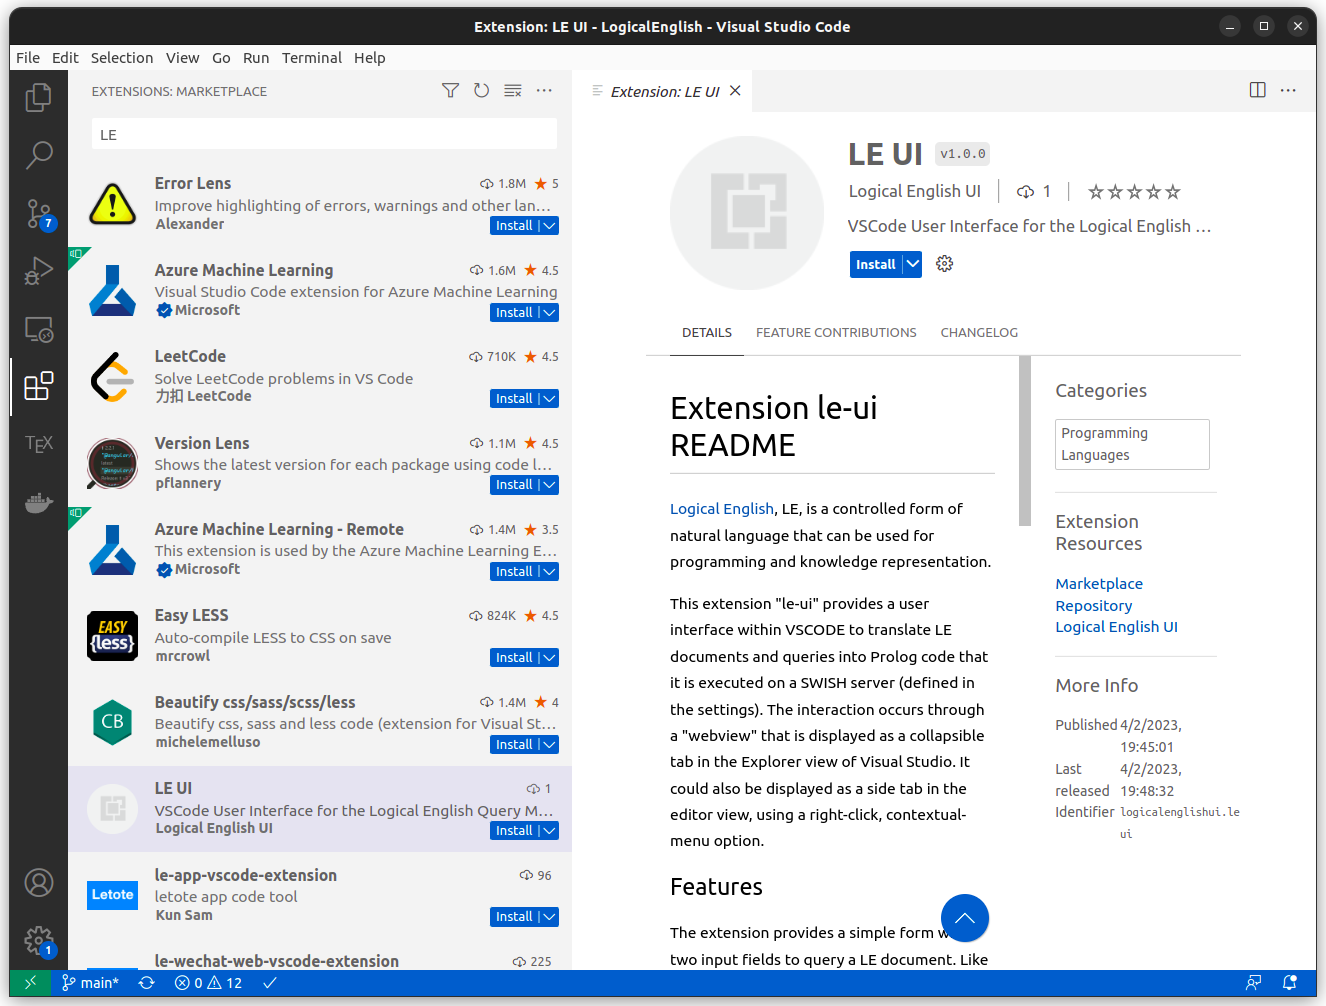 Extension: LE UI - LogicalEnglish - Visual Studio Code
File Edit Selection View Go Run Terminal Help
EXTENSIONS: MARKETPLACE
LE
Error Lens 1.8M ★ 5
Improve highlighting of errors, warnings and other lan...
Alexander Install
Azure Machine Learning 1.6M ★ 4.5
Visual Studio Code extension for Azure Machine Learning
Microsoft Install
LeetCode 710K ★ 4.5
Solve LeetCode problems in VS Code
力扣 LeetCode Install
Version Lens 1.1M ★ 4.5
Shows the latest version for each package using code l...
pflannery Install
Azure Machine Learning - Remote 1.4M ★ 3.5
This extension is used by the Azure Machine Learning E...
Microsoft Install
EASY
{less}
Easy LESS 824K ★ 4.5
Auto-compile LESS to CSS on save
mrcrowl Install
CB
Beautify css/sass/scss/less 1.4M ★ 4
Beautify css, sass and less code (extension for Visual St...
michelemelluso Install
LE UI 1
VSCode User Interface for the Logical English Query M...
Logical English UI Install
Letote
le-app-vscode-extension 96
letote app code tool
Kun Sam Install
le-wechat-web-vscode-extension 225
7
TEX
1
Extension: LE UI
LE UI v1.0.0
Logical English UI | 1 | ☆☆☆☆☆
VSCode User Interface for the Logical English ...
Install
DETAILS FEATURE CONTRIBUTIONS CHANGELOG
Extension le-ui
README
Logical English, LE, is a controlled form of
natural language that can be used for
programming and knowledge representation.
This extension "le-ui" provides a user
interface within VSCODE to translate LE
documents and queries into Prolog code that
it is executed on a SWISH server (defined in
the settings). The interaction occurs through
a "webview" that is displayed as a collapsible
tab in the Explorer view of Visual Studio. It
could also be displayed as a side tab in the
editor view, using a right-click, contextual-
menu option.
Features
The extension provides a simple form
two input fields to query a LE document. Like
Categories
Programming
Languages
Extension
Resources
Marketplace
Repository
Logical English UI
More Info
Published 4/2/2023,
19:45:01
Last 4/2/2023,
released 19:48:32
Identifier logicalenglishui.le
ui
main* 0 12